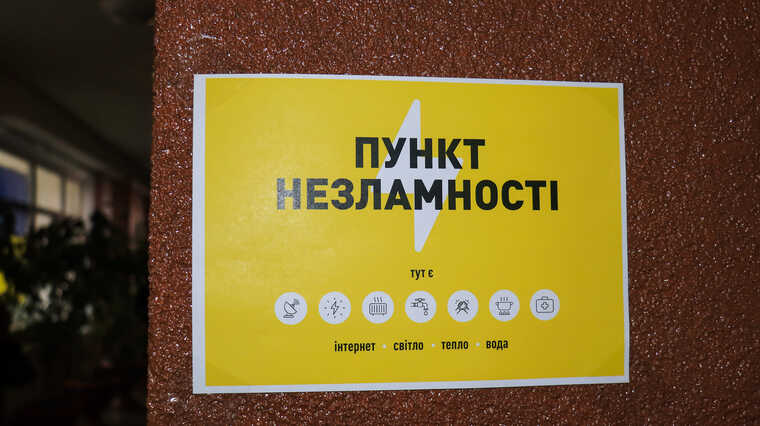 ПУНКТ
НЕЗЛАМНОСТІ
тут є
інтернет • світло • тепло • вода